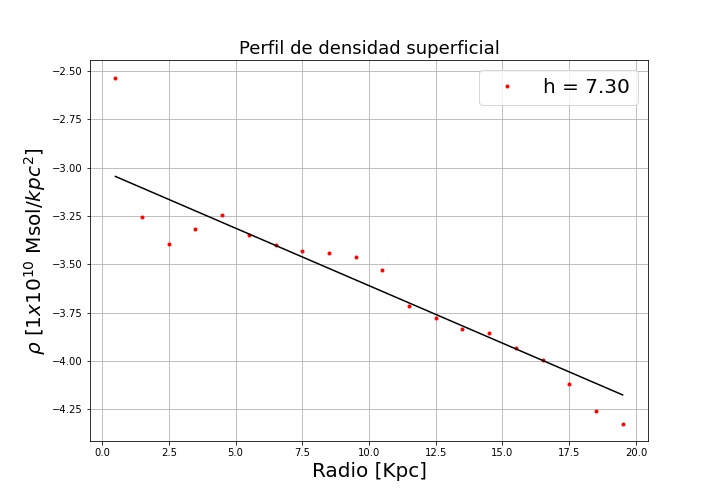 Perfil de densidad superficial
h = 7.30
ρ [1x10¹⁰ Msol/kpc²]
−2.50
−2.75
−3.00
−3.25
−3.50
−3.75
−4.00
−4.25
0.0 2.5 5.0 7.5 10.0 12.5 15.0 17.5 20.0
Radio [Kpc]